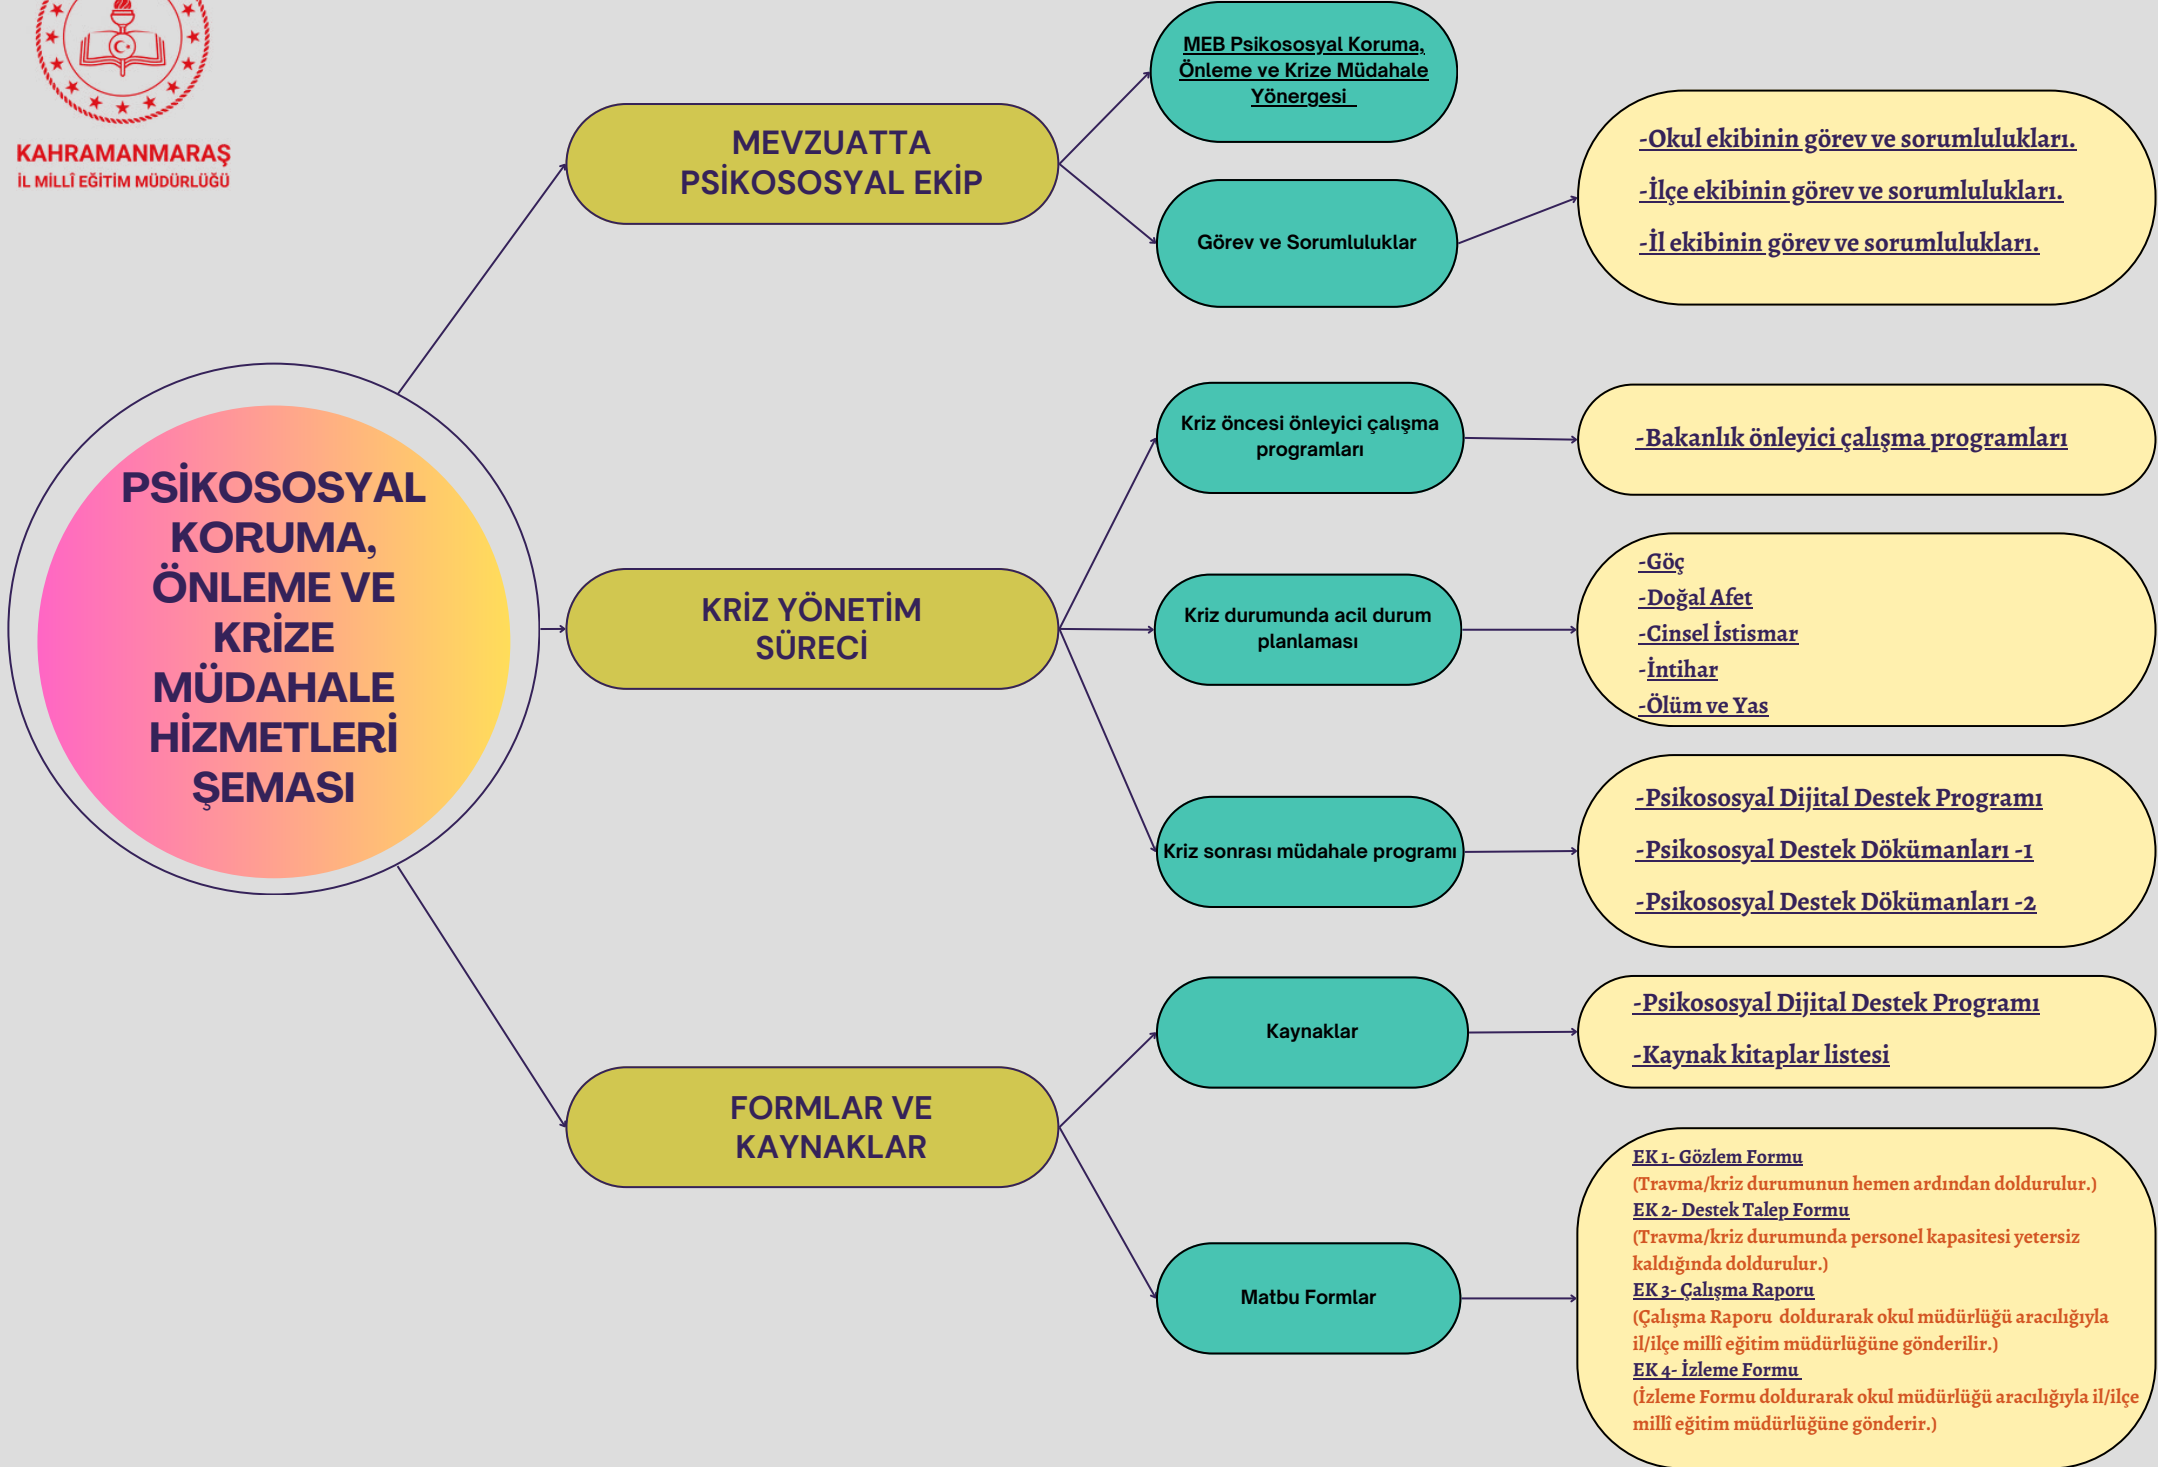 KAHRAMANMARAŞ
İL MİLLÎ EĞİTİM MÜDÜRLÜĞÜ
PSİKOSOSYAL
KORUMA,
ÖNLEME VE
KRİZE
MÜDAHALE
HİZMETLERİ
ŞEMASI
MEVZUATTA
PSİKOSOSYAL EKİP
MEB Psikososyal Koruma,
Önleme ve Krize Müdahale
Yönergesi
Görev ve Sorumluluklar
-Okul ekibinin görev ve sorumlulukları.
-İlçe ekibinin görev ve sorumlulukları.
-İl ekibinin görev ve sorumlulukları.
KRİZ YÖNETİM
SÜRECİ
Kriz öncesi önleyici çalışma
programları
-Bakanlık önleyici çalışma programları
Kriz durumunda acil durum
planlaması
-Göç
-Doğal Afet
-Cinsel İstismar
-İntihar
-Ölüm ve Yas
Kriz sonrası müdahale programı
-Psikososyal Dijital Destek Programı
-Psikososyal Destek Dökümanları -1
-Psikososyal Destek Dökümanları -2
FORMLAR VE
KAYNAKLAR
Kaynaklar
-Psikososyal Dijital Destek Programı
-Kaynak kitaplar listesi
Matbu Formlar
EK 1- Gözlem Formu
(Travma/kriz durumunun hemen ardından doldurulur.)
EK 2- Destek Talep Formu
(Travma/kriz durumunda personel kapasitesi yetersiz
kaldığında doldurulur.)
EK 3- Çalışma Raporu
(Çalışma Raporu doldurarak okul müdürlüğü aracılığıyla
il/ilçe millî eğitim müdürlüğüne gönderilir.)
EK 4- İzleme Formu
(İzleme Formu doldurarak okul müdürlüğü aracılığıyla il/ilçe
millî eğitim müdürlüğüne gönderir.)